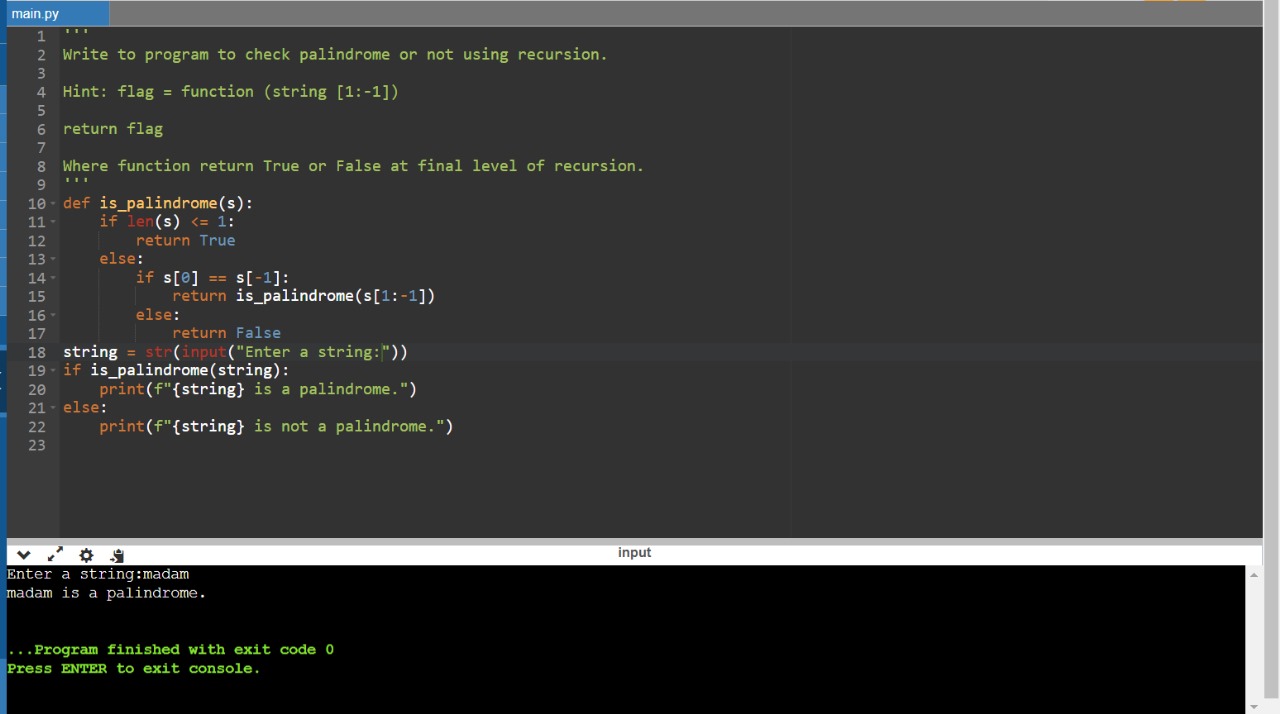 main.py
1 '''
2 Write to program to check palindrome or not using recursion.
3
4 Hint: flag = function (string [1:-1])
5
6 return flag
7
8 Where function return True or False at final level of recursion.
9 '''
10 def is_palindrome(s):
11     if len(s) <= 1:
12         return True
13     else:
14         if s[0] == s[-1]:
15             return is_palindrome(s[1:-1])
16         else:
17             return False
18 string = str(input("Enter a string:"))
19 if is_palindrome(string):
20     print(f"{string} is a palindrome.")
21 else:
22     print(f"{string} is not a palindrome.")
23
input
Enter a string:madam
madam is a palindrome.
...Program finished with exit code 0
Press ENTER to exit console.